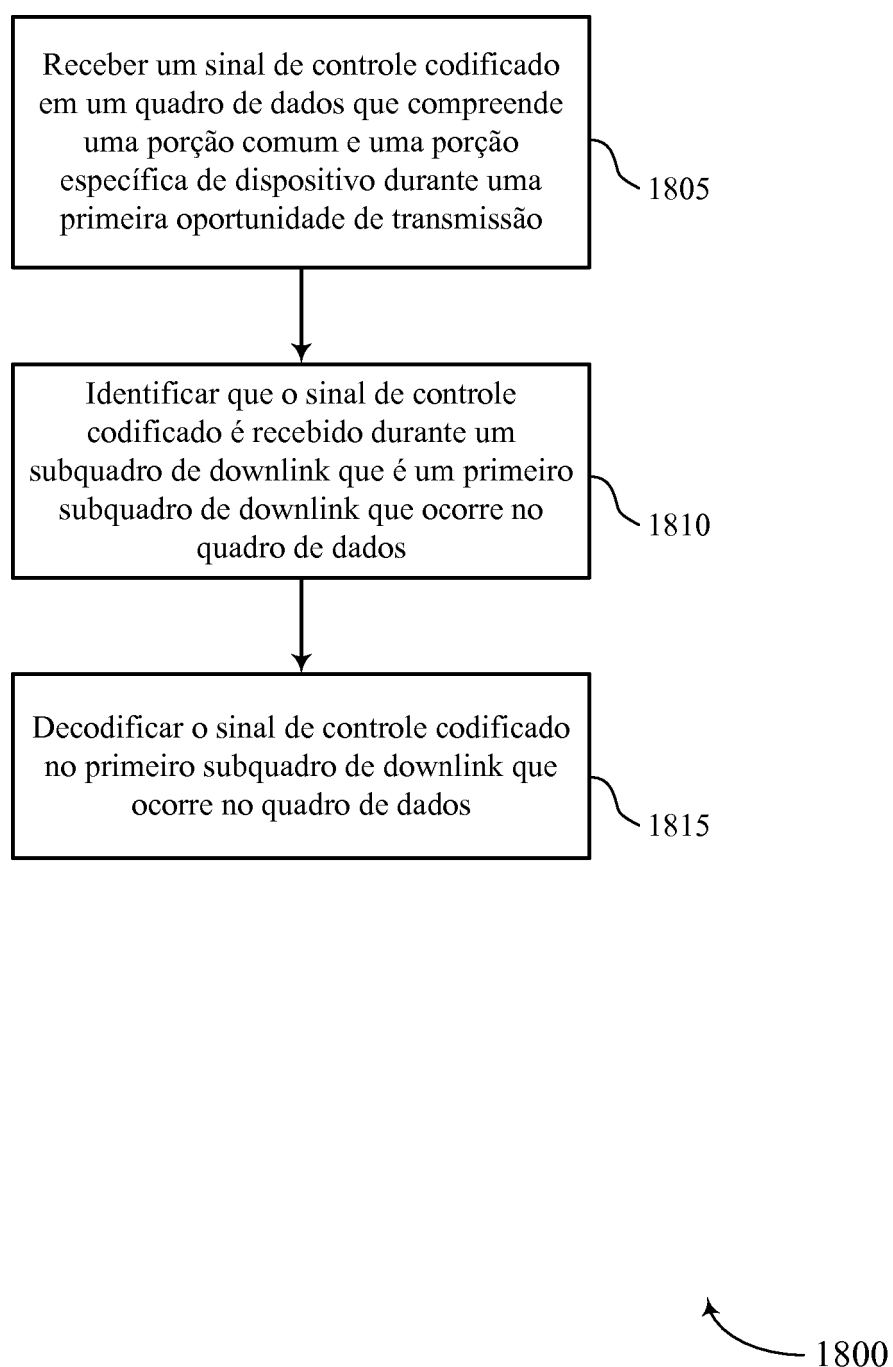 Receber um sinal de controle codificado
em um quadro de dados que compreende
uma porção comum e uma porção
específica de dispositivo durante uma
primeira oportunidade de transmissão
1805
Identificar que o sinal de controle
codificado é recebido durante um
subquadro de downlink que é um primeiro
subquadro de downlink que ocorre no
quadro de dados
1810
Decodificar o sinal de controle codificado
no primeiro subquadro de downlink que
ocorre no quadro de dados
1815
1800